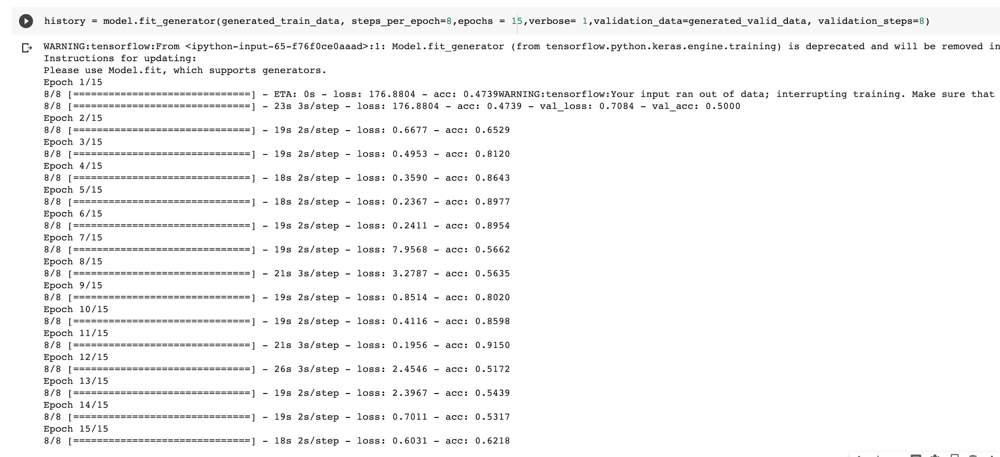 history = model.fit_generator(generated_train_data, steps_per_epoch=8,epochs = 15,verbose= 1,validation_data=generated_valid_data, validation_steps=8)
WARNING:tensorflow:From <ipython-input-65-f76f0ce0aaad>:1: Model.fit_generator (from tensorflow.python.keras.engine.training) is deprecated and will be removed in
Instructions for updating:
Please use Model.fit, which supports generators.
Epoch 1/15
8/8 [==============================] - ETA: 0s - loss: 176.8804 - acc: 0.4739WARNING:tensorflow:Your input ran out of data; interrupting training. Make sure that
8/8 [==============================] - 23s 3s/step - loss: 176.8804 - acc: 0.4739 - val_loss: 0.7084 - val_acc: 0.5000
Epoch 2/15
8/8 [==============================] - 19s 2s/step - loss: 0.6677 - acc: 0.6529
Epoch 3/15
8/8 [==============================] - 19s 2s/step - loss: 0.4953 - acc: 0.8120
Epoch 4/15
8/8 [==============================] - 18s 2s/step - loss: 0.3590 - acc: 0.8643
Epoch 5/15
8/8 [==============================] - 18s 2s/step - loss: 0.2367 - acc: 0.8977
Epoch 6/15
8/8 [==============================] - 19s 2s/step - loss: 0.2411 - acc: 0.8954
Epoch 7/15
8/8 [==============================] - 19s 2s/step - loss: 7.9568 - acc: 0.5662
Epoch 8/15
8/8 [==============================] - 21s 3s/step - loss: 3.2787 - acc: 0.5635
Epoch 9/15
8/8 [==============================] - 19s 2s/step - loss: 0.8514 - acc: 0.8020
Epoch 10/15
8/8 [==============================] - 19s 2s/step - loss: 0.4116 - acc: 0.8598
Epoch 11/15
8/8 [==============================] - 21s 3s/step - loss: 0.1956 - acc: 0.9150
Epoch 12/15
8/8 [==============================] - 26s 3s/step - loss: 2.4546 - acc: 0.5172
Epoch 13/15
8/8 [==============================] - 19s 2s/step - loss: 2.3967 - acc: 0.5439
Epoch 14/15
8/8 [==============================] - 19s 2s/step - loss: 0.7011 - acc: 0.5317
Epoch 15/15
8/8 [==============================] - 18s 2s/step - loss: 0.6031 - acc: 0.6218